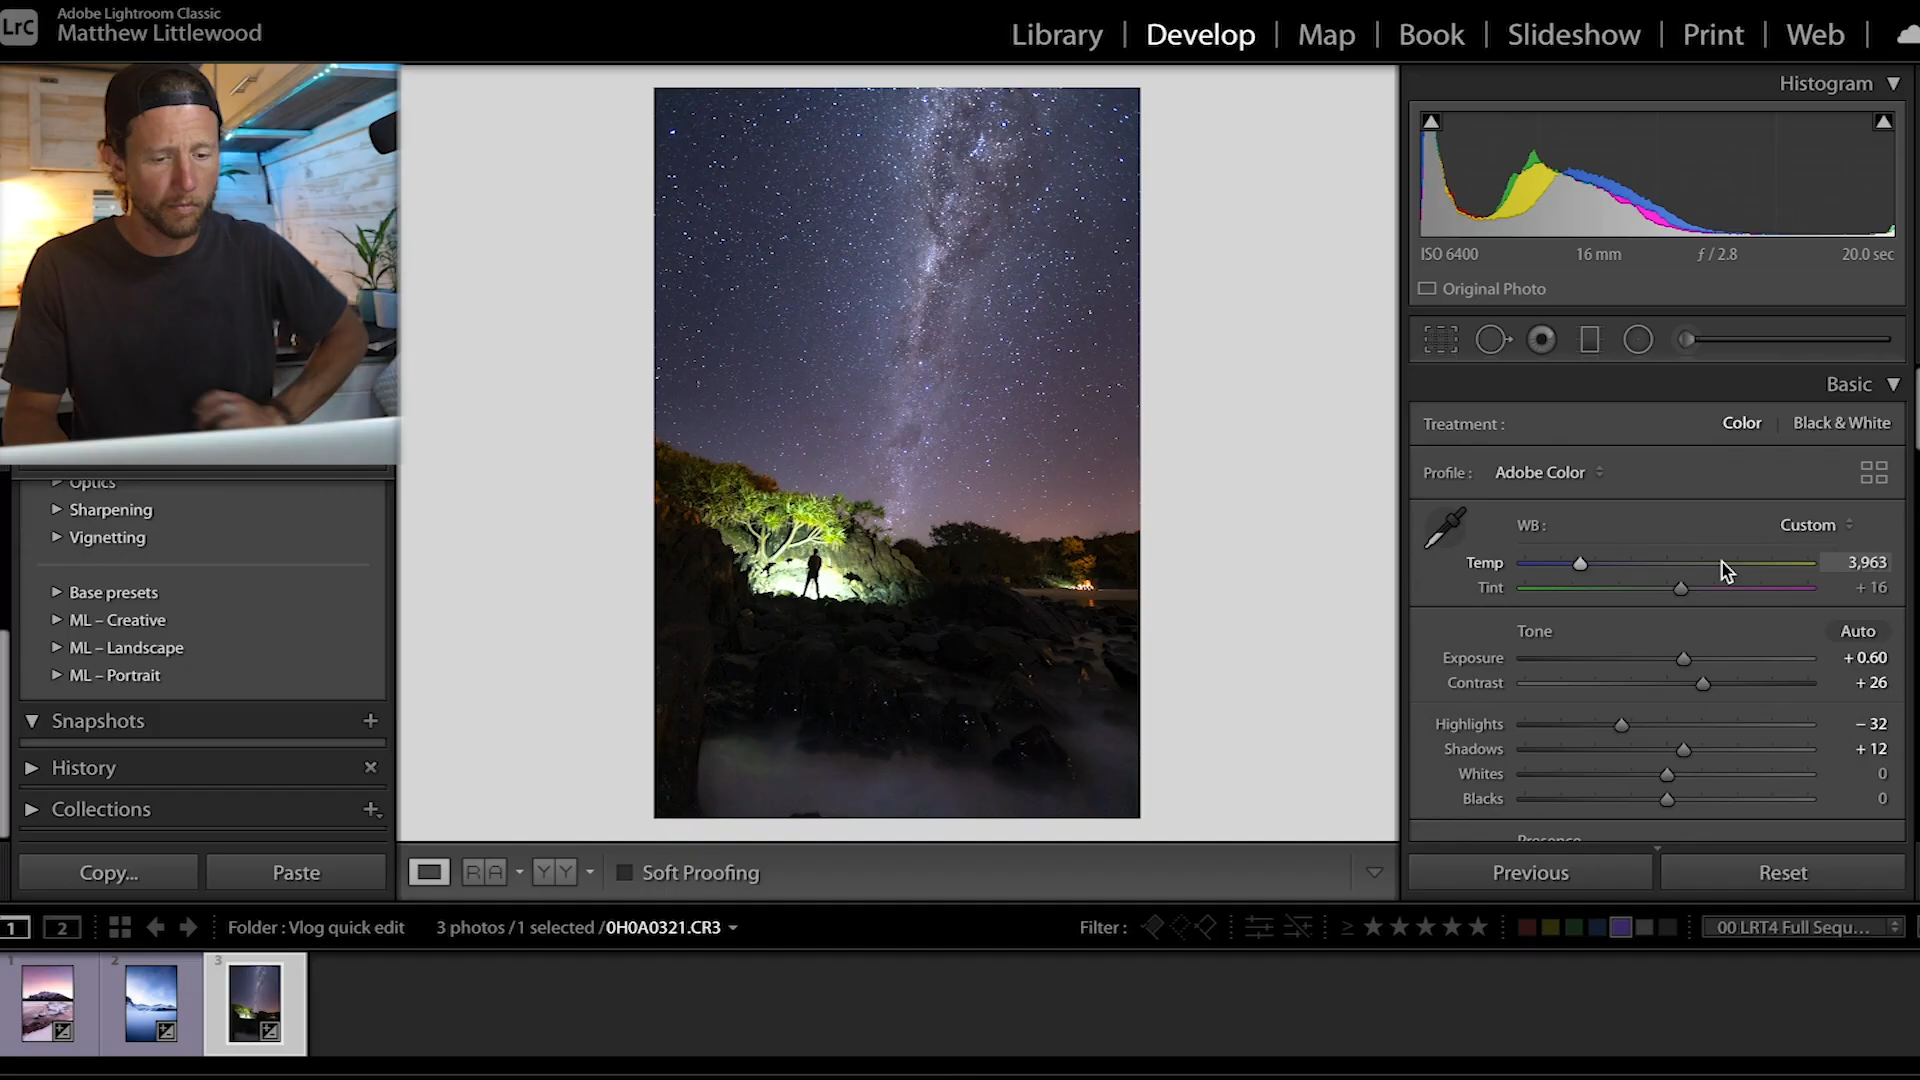 LrC
Adobe Lightroom Classic
Matthew Littlewood
Library | Develop | Map | Book | Slideshow | Print | Web |
Histogram
ISO 6400 16 mm ƒ / 2.8 20.0 sec
Original Photo
Basic
Treatment : Color Black & White
Profile : Adobe Color
WB : Custom
Temp 3,963
Tint + 16
Tone Auto
Exposure + 0.60
Contrast + 26
Highlights − 32
Shadows + 12
Whites 0
Blacks 0
Presence
Previous Reset
Optics
Sharpening
Vignetting
Base presets
ML – Creative
ML – Landscape
ML – Portrait
Snapshots +
History ×
Collections +
Copy... Paste
R A Y Y Soft Proofing
1 2 Folder : Vlog quick edit 3 photos / 1 selected / 0H0A0321.CR3 Filter : ≥ ★ ★ ★ ★ ★ 00 LRT4 Full Sequ...
1 2 3